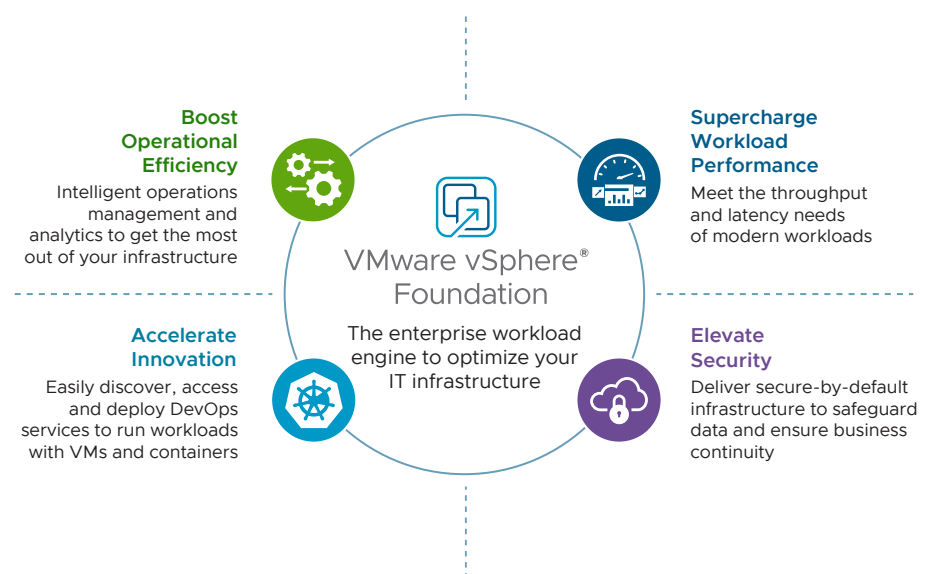 Boost
Operational
Efficiency
Intelligent operations
management and
analytics to get the most
out of your infrastructure
Supercharge
Workload
Performance
Meet the throughput
and latency needs
of modern workloads
VMware vSphere®
Foundation
The enterprise workload
engine to optimize your
IT infrastructure
Accelerate
Innovation
Easily discover, access
and deploy DevOps
services to run workloads
with VMs and containers
Elevate
Security
Deliver secure-by-default
infrastructure to safeguard
data and ensure business
continuity